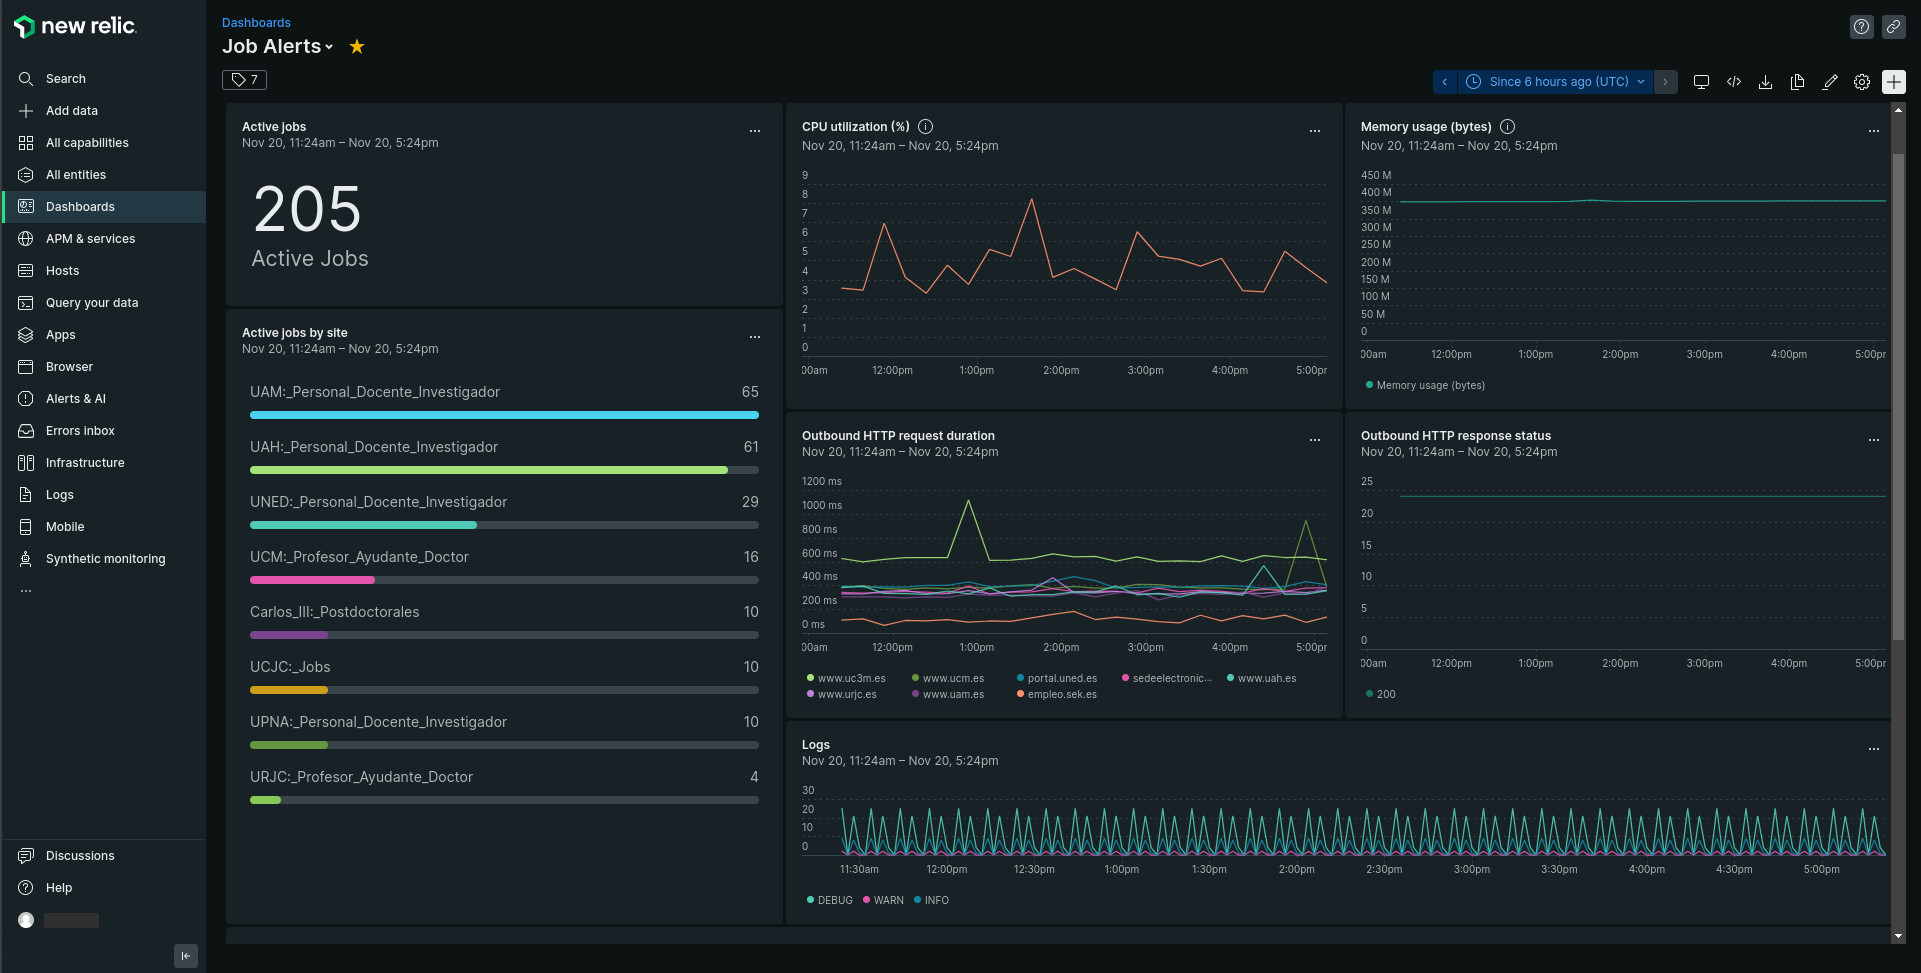 new relic
Search
Add data
All capabilities
All entities
Dashboards
APM & services
Hosts
Query your data
Apps
Browser
Alerts & AI
Errors inbox
Infrastructure
Logs
Mobile
Synthetic monitoring
...
Discussions
Help
Dashboards
Job Alerts
7
Since 6 hours ago (UTC)
Active jobs
Nov 20, 11:24am – Nov 20, 5:24pm
205
Active Jobs
Active jobs by site
Nov 20, 11:24am – Nov 20, 5:24pm
UAM:_Personal_Docente_Investigador 65
UAH:_Personal_Docente_Investigador 61
UNED:_Personal_Docente_Investigador 29
UCM:_Profesor_Ayudante_Doctor 16
Carlos_III:_Postdoctorales 10
UCJC:_Jobs 10
UPNA:_Personal_Docente_Investigador 10
URJC:_Profesor_Ayudante_Doctor 4
CPU utilization (%)
Nov 20, 11:24am – Nov 20, 5:24pm
9
8
7
6
5
4
3
2
1
0
:00am 12:00pm 1:00pm 2:00pm 3:00pm 4:00pm 5:00pr
Memory usage (bytes)
Nov 20, 11:24am – Nov 20, 5:24pm
450 M
400 M
350 M
300 M
250 M
200 M
150 M
100 M
50 M
0
:00am 12:00pm 1:00pm 2:00pm 3:00pm 4:00pm 5:00pr
Memory usage (bytes)
Outbound HTTP request duration
Nov 20, 11:24am – Nov 20, 5:24pm
1200 ms
1000 ms
800 ms
600 ms
400 ms
200 ms
0 ms
:00am 12:00pm 1:00pm 2:00pm 3:00pm 4:00pm 5:00pr
www.uc3m.es www.ucm.es portal.uned.es sedeelectronic... www.uah.es
www.urjc.es www.uam.es empleo.sek.es
Outbound HTTP response status
Nov 20, 11:24am – Nov 20, 5:24pm
25
20
15
10
5
0
:00am 12:00pm 1:00pm 2:00pm 3:00pm 4:00pm 5:00pr
200
Logs
Nov 20, 11:24am – Nov 20, 5:24pm
30
20
10
0
11:30am 12:00pm 12:30pm 1:00pm 1:30pm 2:00pm 2:30pm 3:00pm 3:30pm 4:00pm 4:30pm 5:00pm
DEBUG WARN INFO